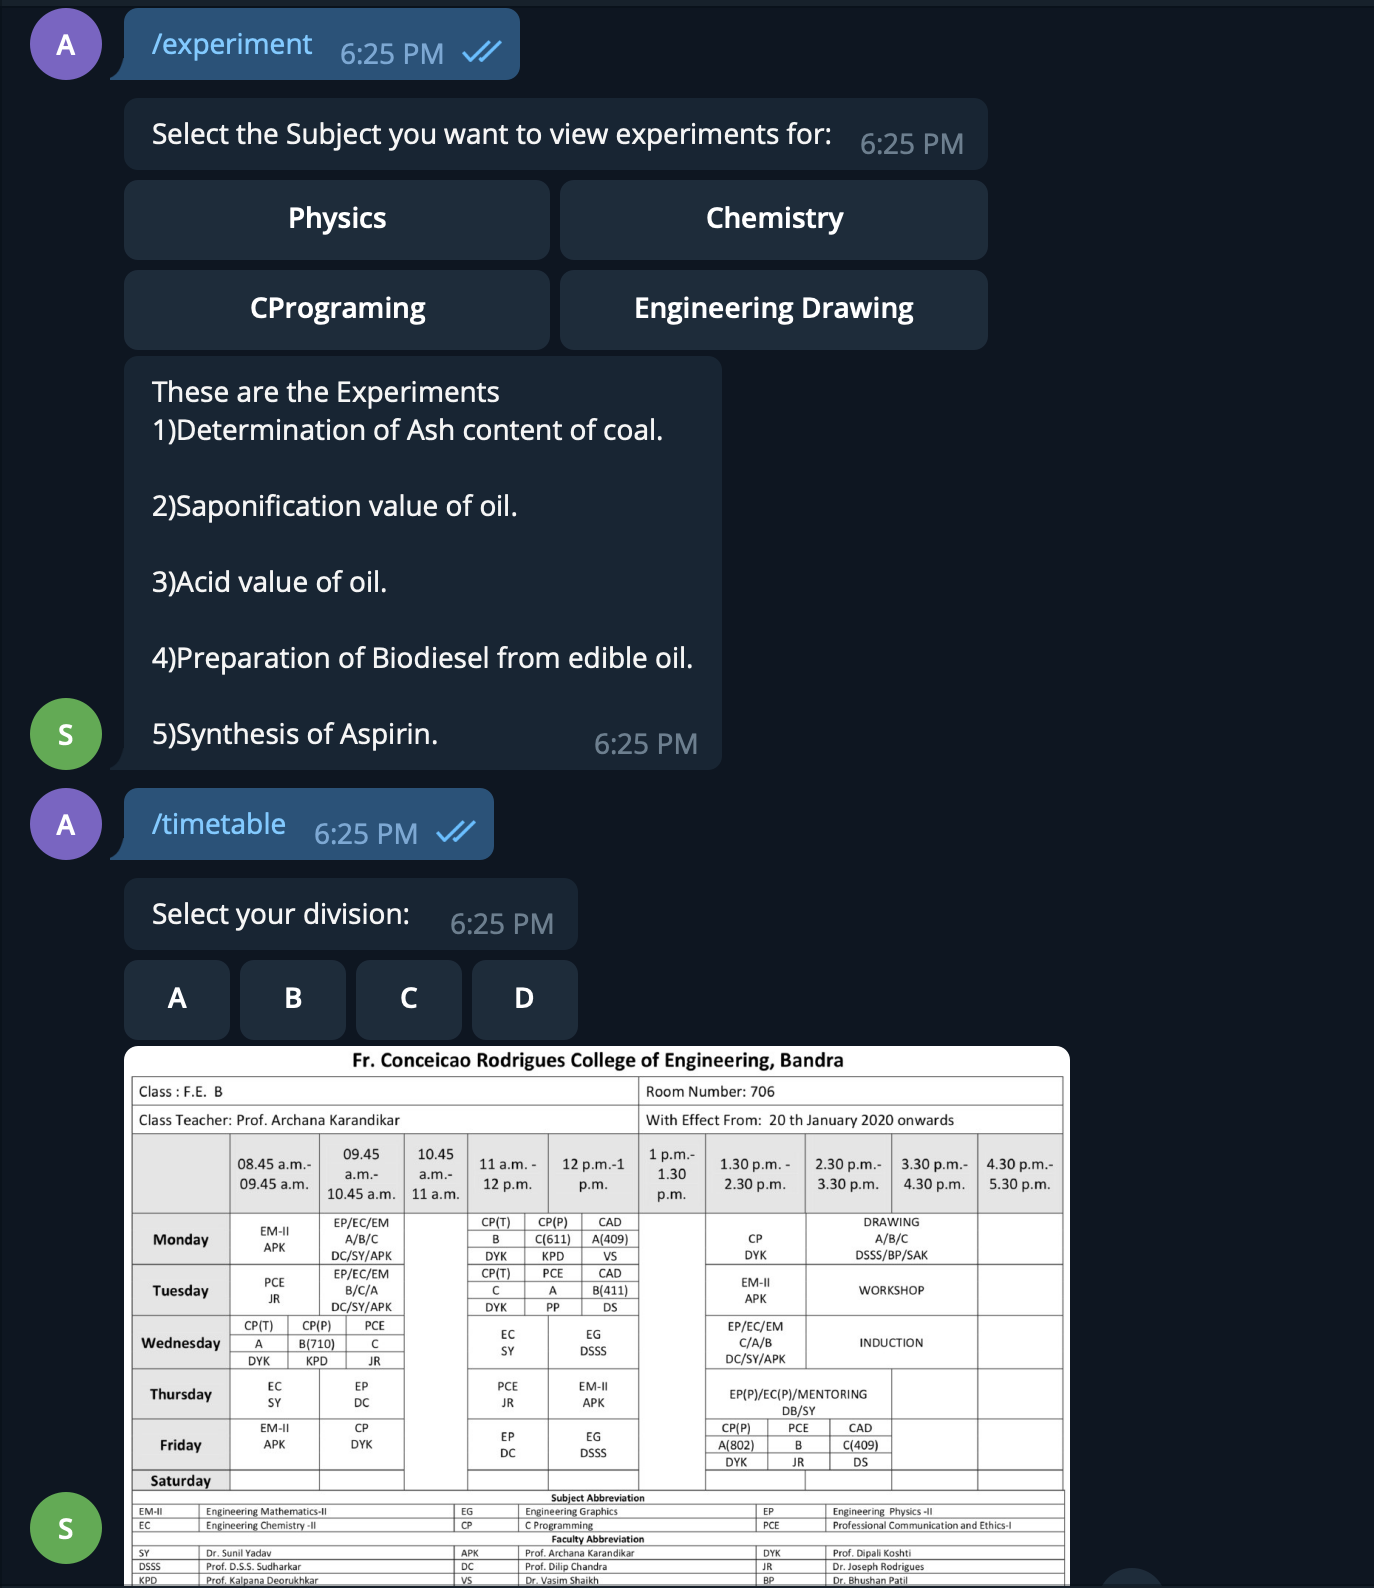 A
/experiment 6:25 PM
Select the Subject you want to view experiments for: 6:25 PM
Physics Chemistry
CPrograming Engineering Drawing
These are the Experiments
1)Determination of Ash content of coal.
2)Saponification value of oil.
3)Acid value of oil.
4)Preparation of Biodiesel from edible oil.
5)Synthesis of Aspirin. 6:25 PM
S
A
/timetable 6:25 PM
Select your division: 6:25 PM
A B C D
Fr. Conceicao Rodrigues College of Engineering, Bandra
Class : F.E. B Room Number: 706
Class Teacher: Prof. Archana Karandikar With Effect From: 20 th January 2020 onwards
08.45 a.m.- 09.45 a.m. 09.45 a.m.- 10.45 a.m. 10.45 a.m.- 11 a.m. 11 a.m. - 12 p.m. 12 p.m.-1 p.m. 1 p.m.- 1.30 p.m. 1.30 p.m. - 2.30 p.m. 2.30 p.m.- 3.30 p.m. 3.30 p.m.- 4.30 p.m. 4.30 p.m.- 5.30 p.m.
Monday EM-II APK EP/EC/EM A/B/C DC/SY/APK CP(T) B DYK CP(P) C(611) KPD CAD A(409) VS CP DYK DRAWING A/B/C DSSS/BP/SAK
Tuesday PCE JR EP/EC/EM B/C/A DC/SY/APK CP(T) C DYK PCE A PP CAD B(411) DS EM-II APK WORKSHOP
Wednesday CP(T) A DYK CP(P) B(710) KPD PCE C JR EC SY EG DSSS EP/EC/EM C/A/B DC/SY/APK INDUCTION
Thursday EC SY EP DC PCE JR EM-II APK EP(P)/EC(P)/MENTORING DB/SY
Friday EM-II APK CP DYK EP DC EG DSSS CP(P) A(802) DYK PCE B JR CAD C(409) DS
Saturday
Subject Abbreviation
EM-II Engineering Mathematics-II EG Engineering Graphics EP Engineering Physics -II
EC Engineering Chemistry -II CP C Programming PCE Professional Communication and Ethics-I
Faculty Abbreviation
SY Dr. Sunil Yadav APK Prof. Archana Karandikar DYK Prof. Dipali Koshti
DSSS Prof. D.S.S. Sudharkar DC Prof. Dilip Chandra JR Dr. Joseph Rodrigues
KPD Prof. Kalpana Deorukhkar VS Dr. Vasim Shaikh BP Dr. Bhushan Patil
S